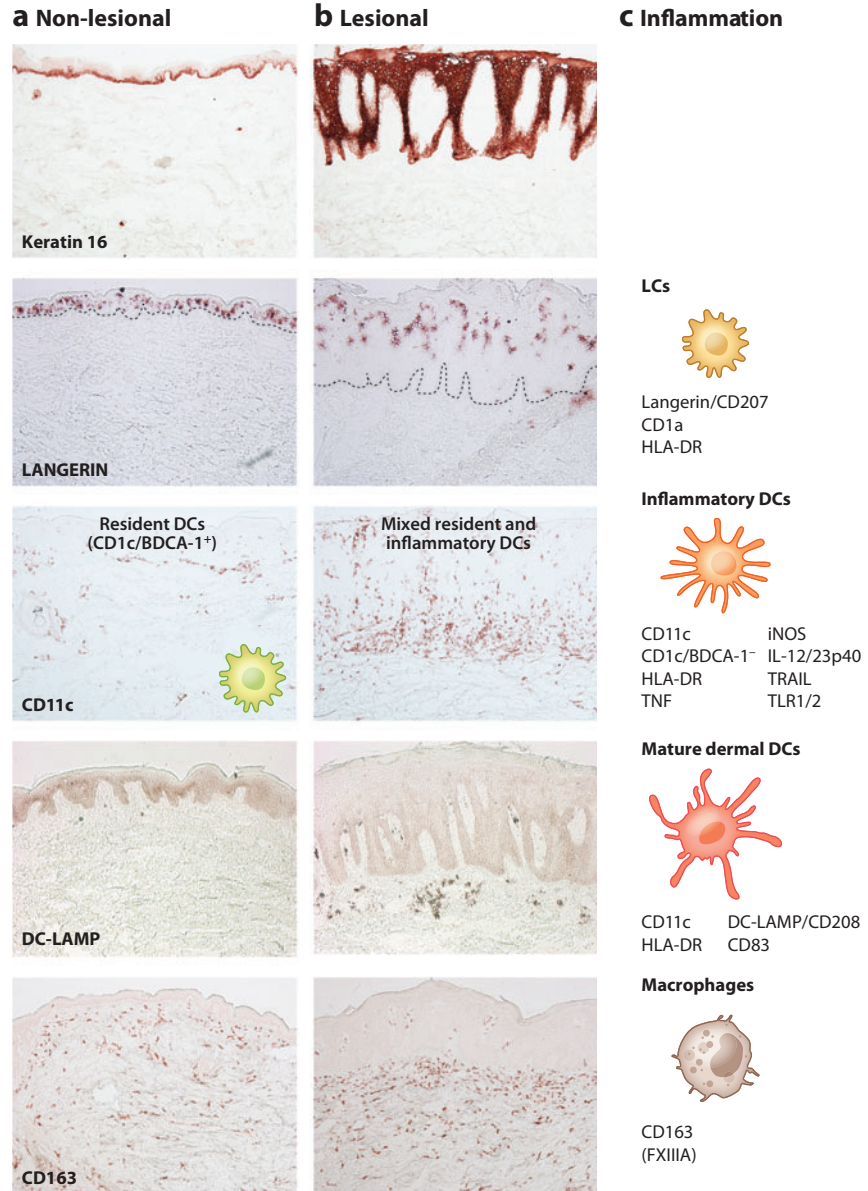 a Non-lesional
b Lesional
c Inflammation
Keratin 16
LANGERIN
LCs
Langerin/CD207
CD1a
HLA-DR
Resident DCs
(CD1c/BDCA-1⁺)
CD11c
Mixed resident and
inflammatory DCs
Inflammatory DCs
CD11c iNOS
CD1c/BDCA-1⁻ IL-12/23p40
HLA-DR TRAIL
TNF TLR1/2
DC-LAMP
Mature dermal DCs
CD11c DC-LAMP/CD208
HLA-DR CD83
CD163
Macrophages
CD163
(FXIIIA)